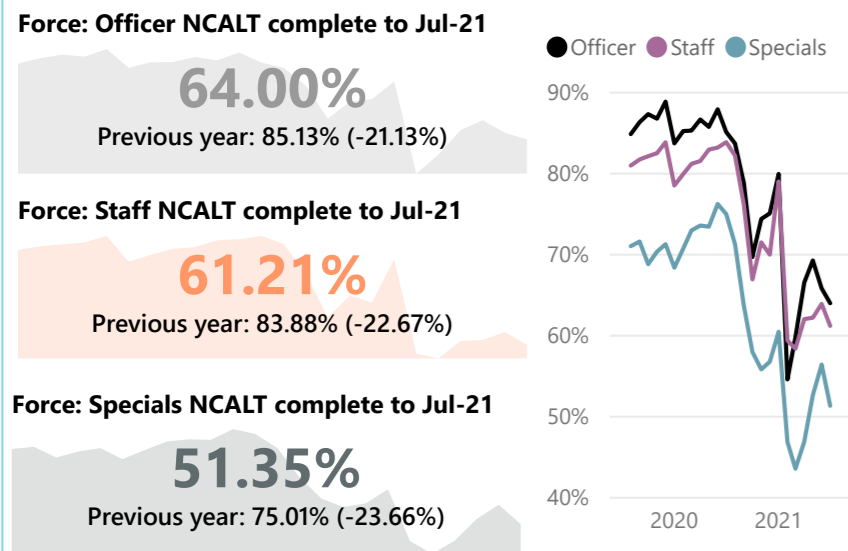 Force: Officer NCALT complete to Jul-21
64.00%
Previous year: 85.13% (-21.13%)
Force: Staff NCALT complete to Jul-21
61.21%
Previous year: 83.88% (-22.67%)
Force: Specials NCALT complete to Jul-21
51.35%
Previous year: 75.01% (-23.66%)
Officer Staff Specials
90%
80%
70%
60%
50%
40%
2020 2021